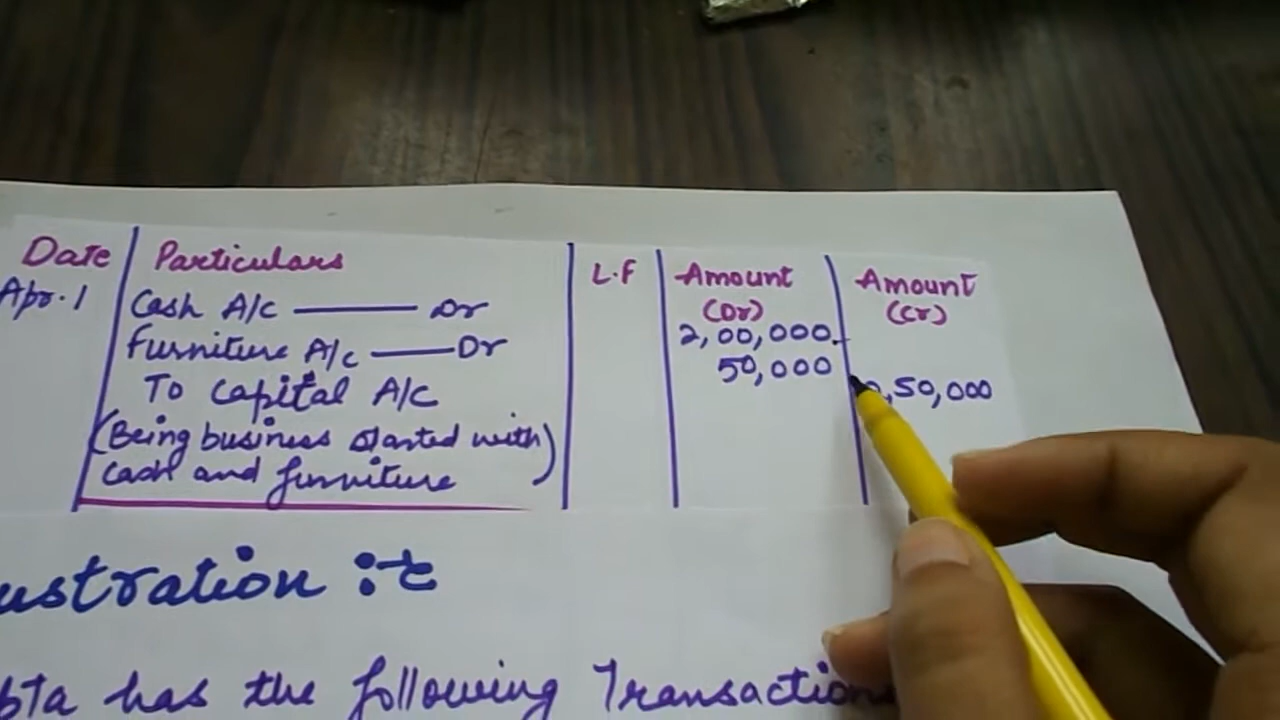 Date Particulars L.F Amount (Dr) Amount (Cr)
Apr. 1 Cash A/c Dr 2,00,000
Furniture A/c Dr 50,000
To Capital A/c ,50,000
(Being business started with
cash and furniture)
ustration :-
has the following Transaction